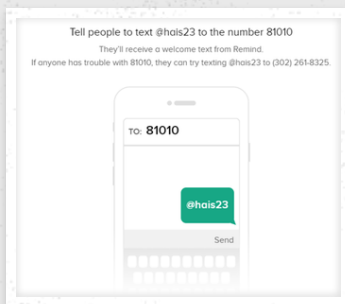 Tell people to text @hais23 to the number 81010
They'll receive a welcome text from Remind.
If anyone has trouble with 81010, they can try texting @hais23 to (302) 261-8325.
TO: 81010
@hais23
Send